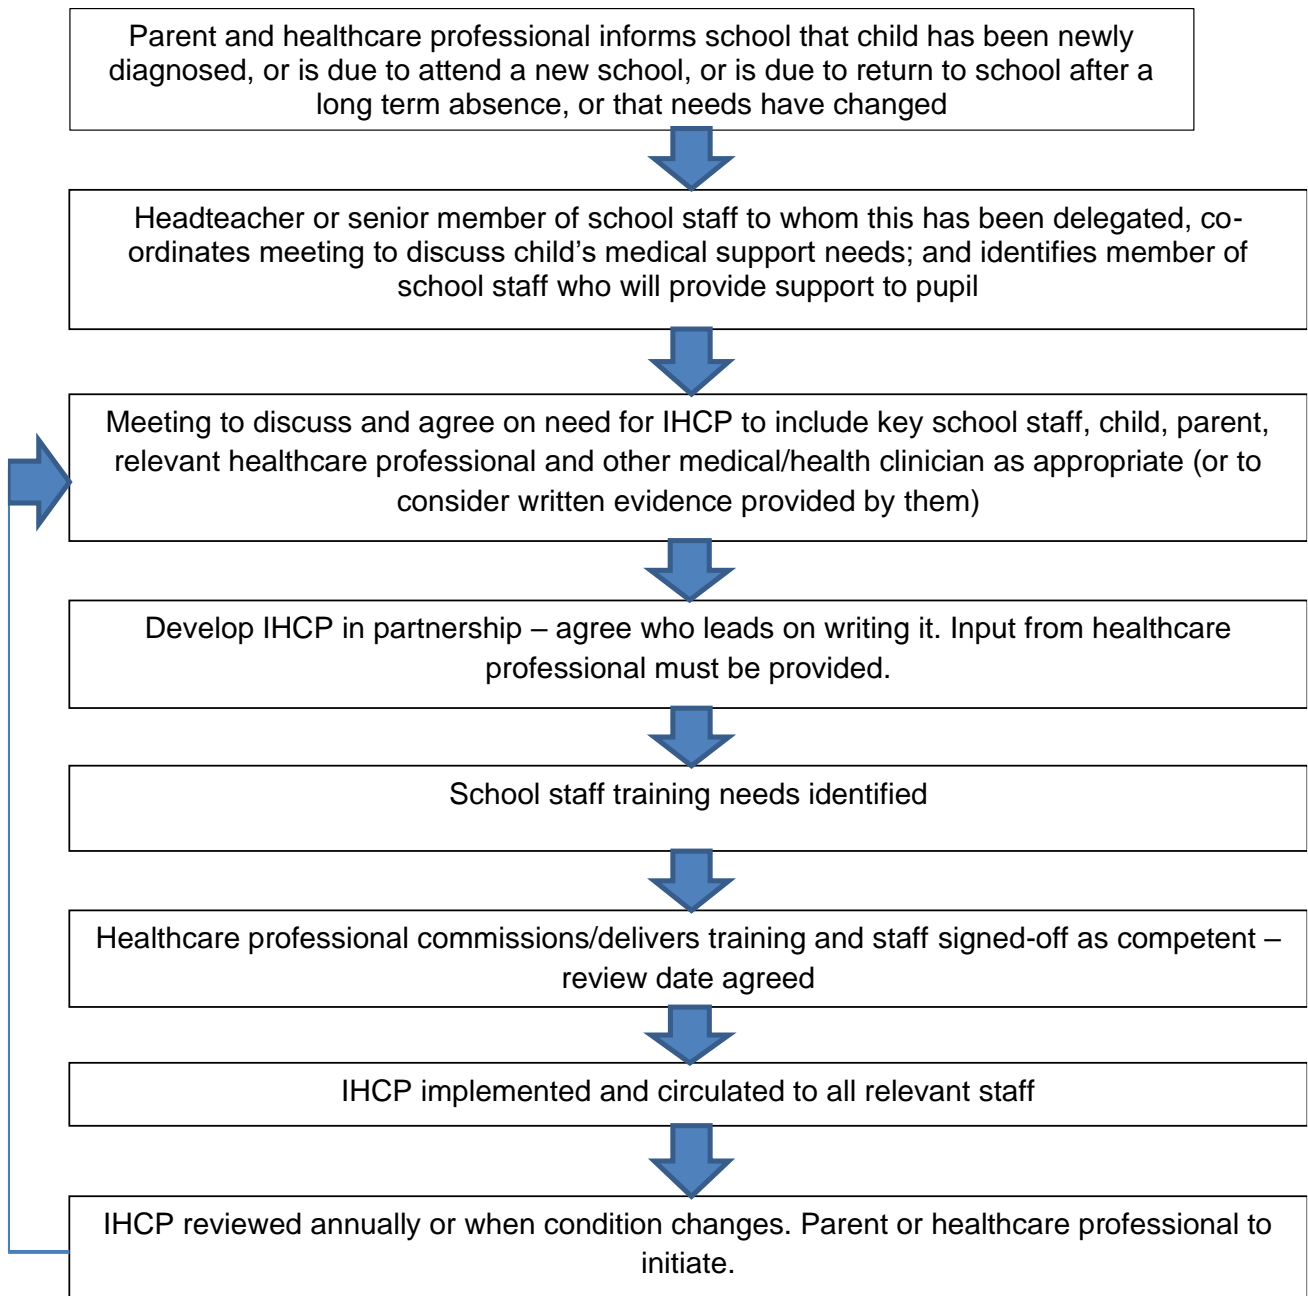 Parent and healthcare professional informs school that child has been newly
diagnosed, or is due to attend a new school, or is due to return to school after a
long term absence, or that needs have changed
Headteacher or senior member of school staff to whom this has been delegated, co-
ordinates meeting to discuss child's medical support needs; and identifies member of
school staff who will provide support to pupil
Meeting to discuss and agree on need for IHCP to include key school staff, child, parent,
relevant healthcare professional and other medical/health clinician as appropriate (or to
consider written evidence provided by them)
Develop IHCP in partnership – agree who leads on writing it. Input from healthcare
professional must be provided.
School staff training needs identified
Healthcare professional commissions/delivers training and staff signed-off as competent –
review date agreed
IHCP implemented and circulated to all relevant staff
IHCP reviewed annually or when condition changes. Parent or healthcare professional to
initiate.